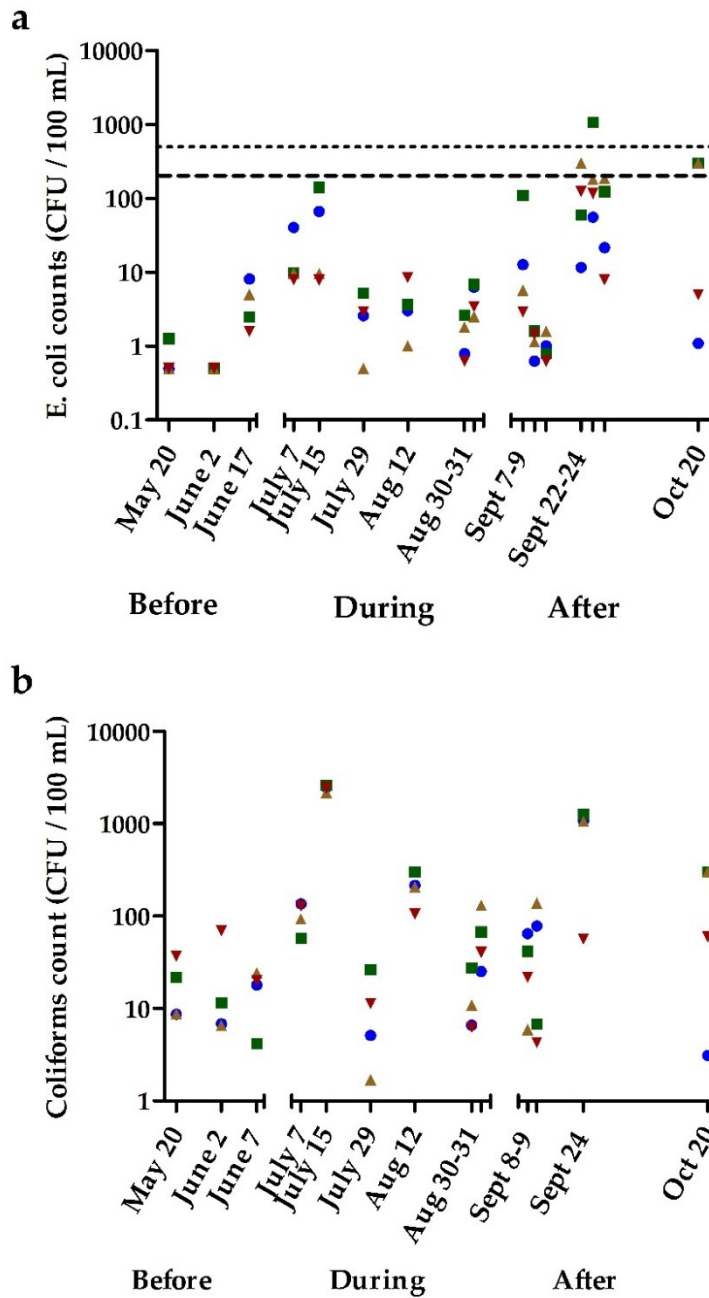 a
E. coli counts (CFU / 100 mL)
10000
1000
100
10
1
0.1
May 20
June 2
June 17
July 7
July 15
July 29
Aug 12
Aug 30-31
Sept 7-9
Sept 22-24
Oct 20
Before
During
After
b
Coliforms count (CFU / 100 mL)
10000
1000
100
10
1
May 20
June 2
June 7
July 7
July 15
July 29
Aug 12
Aug 30-31
Sept 8-9
Sept 24
Oct 20
Before
During
After